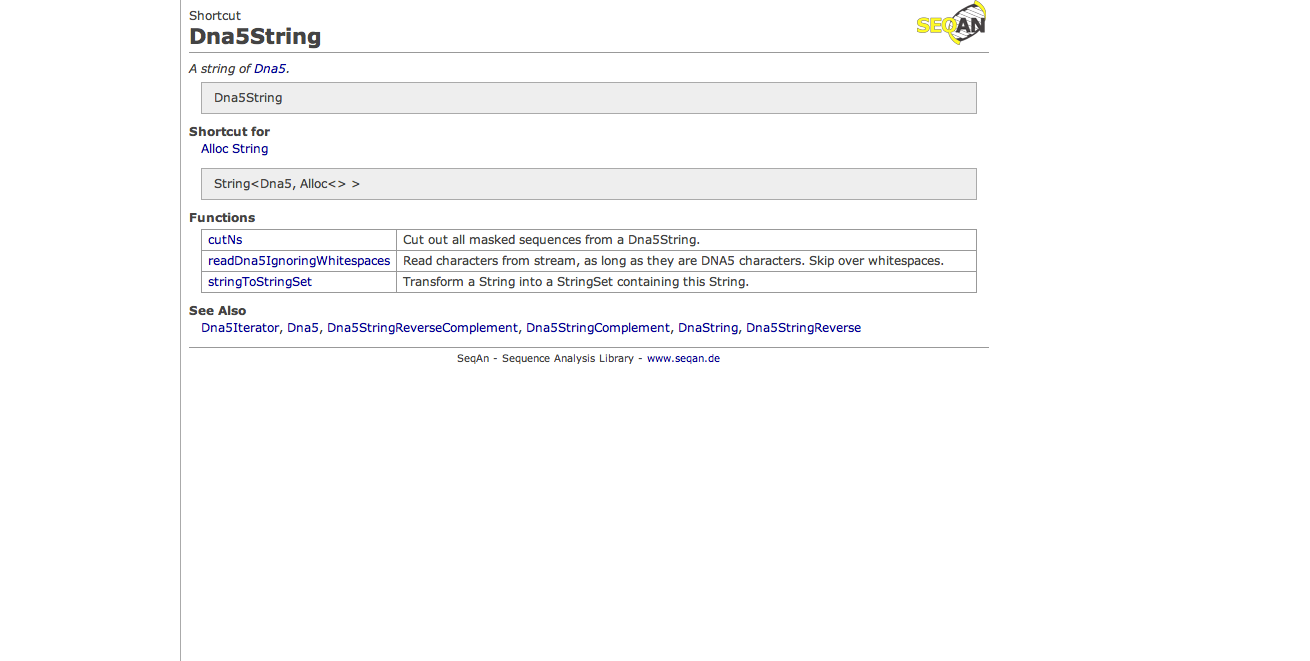 Shortcut
SEQAN
Dna5String
A string of Dna5.
Dna5String
Shortcut for
Alloc String
String<Dna5, Alloc<> >
Functions
cutNs Cut out all masked sequences from a Dna5String.
readDna5IgnoringWhitespaces Read characters from stream, as long as they are DNA5 characters. Skip over whitespaces.
stringToStringSet Transform a String into a StringSet containing this String.
See Also
Dna5Iterator, Dna5, Dna5StringReverseComplement, Dna5StringComplement, DnaString, Dna5StringReverse
SeqAn - Sequence Analysis Library - www.seqan.de